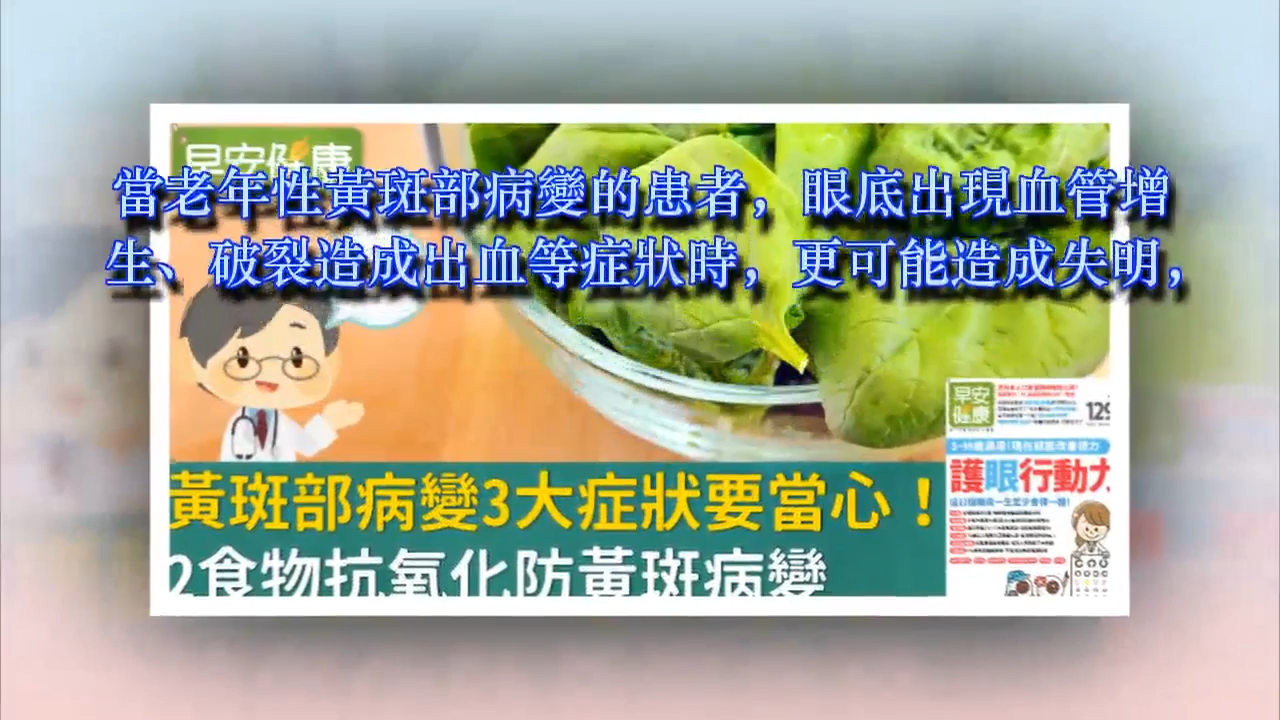 早安健康
當老年性黃斑部病變的患者，眼底出現血管增
生、破裂造成出血等症狀時，更可能造成失明，
早安
健康
129
護眼行動力
黃斑部病變3大症狀要當心！
2食物抗氧化防黃斑病變